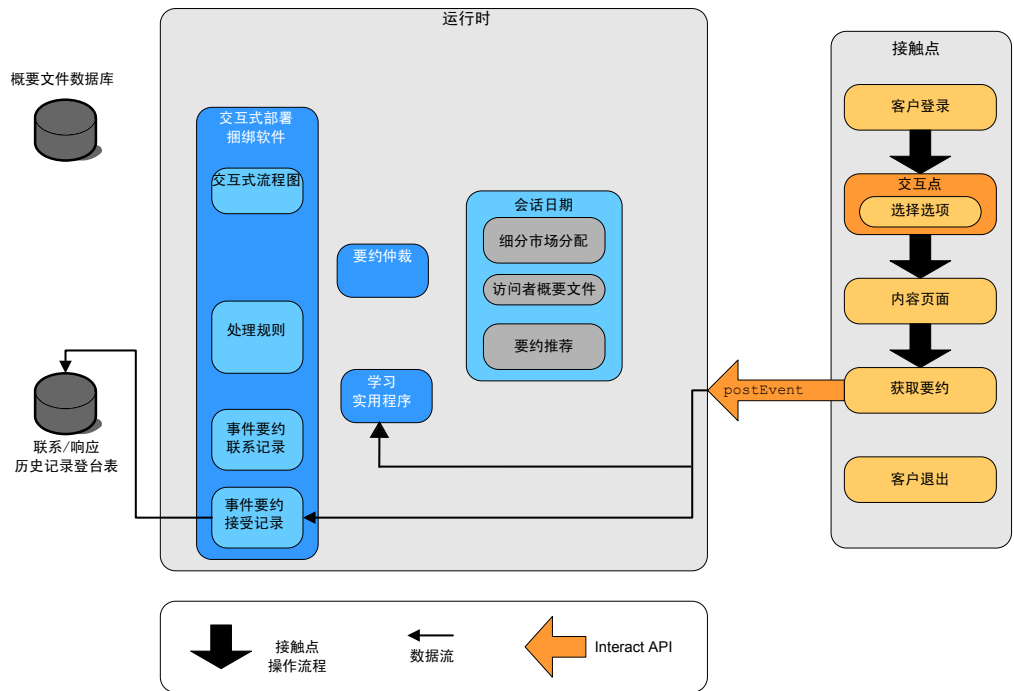 运行时
概要文件数据库
交互式部署
捆绑软件
交互式流程图
处理规则
事件要约
联系记录
事件要约
接受记录
要约仲裁
学习
实用程序
会话日期
细分市场分配
访问者概要文件
要约推荐
联系/响应
历史记录登台表
postEvent
接触点
客户登录
交互点
选择选项
内容页面
获取要约
客户退出
接触点
操作流程
数据流
Interact API